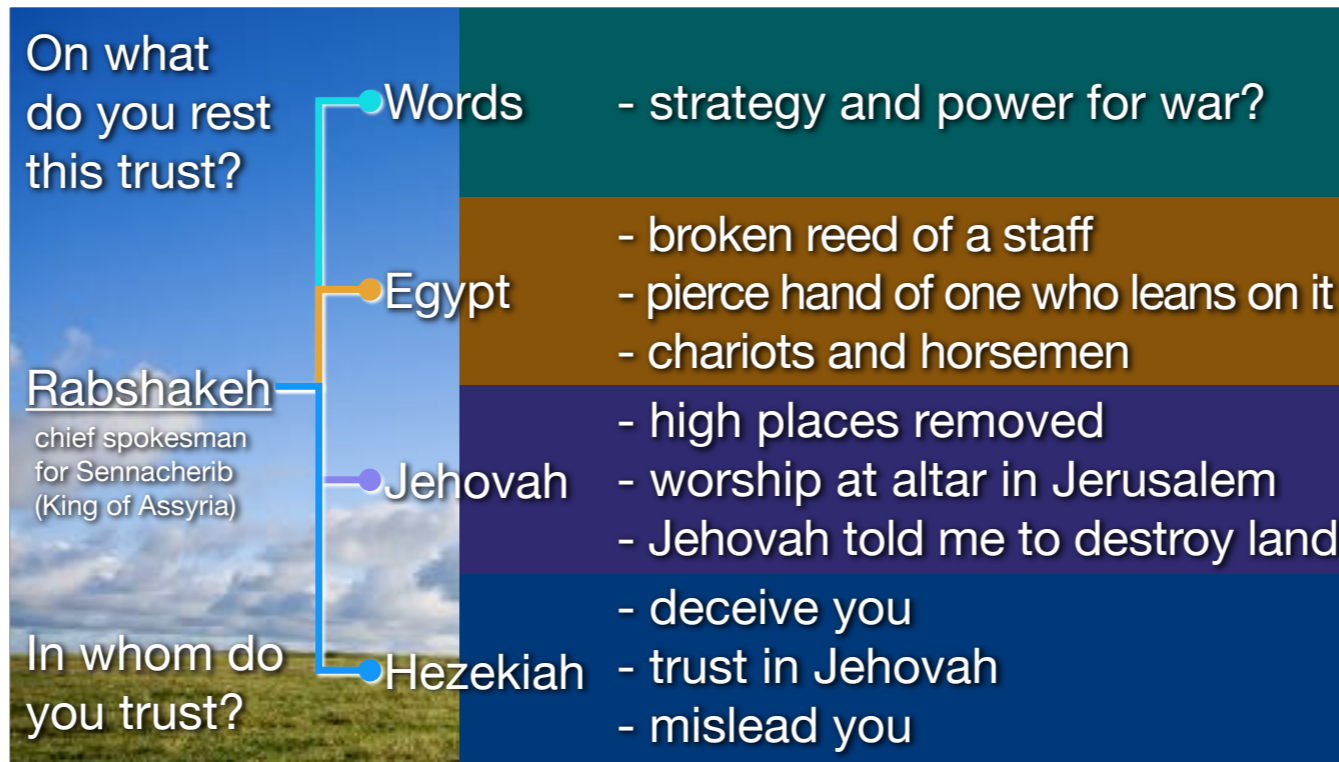 On what
do you rest
this trust?
Words
- strategy and power for war?
Egypt
- broken reed of a staff
- pierce hand of one who leans on it
- chariots and horsemen
Rabshakeh
chief spokesman
for Sennacherib
(King of Assyria)
Jehovah
- high places removed
- worship at altar in Jerusalem
- Jehovah told me to destroy land
In whom do
you trust?
Hezekiah
- deceive you
- trust in Jehovah
- mislead you